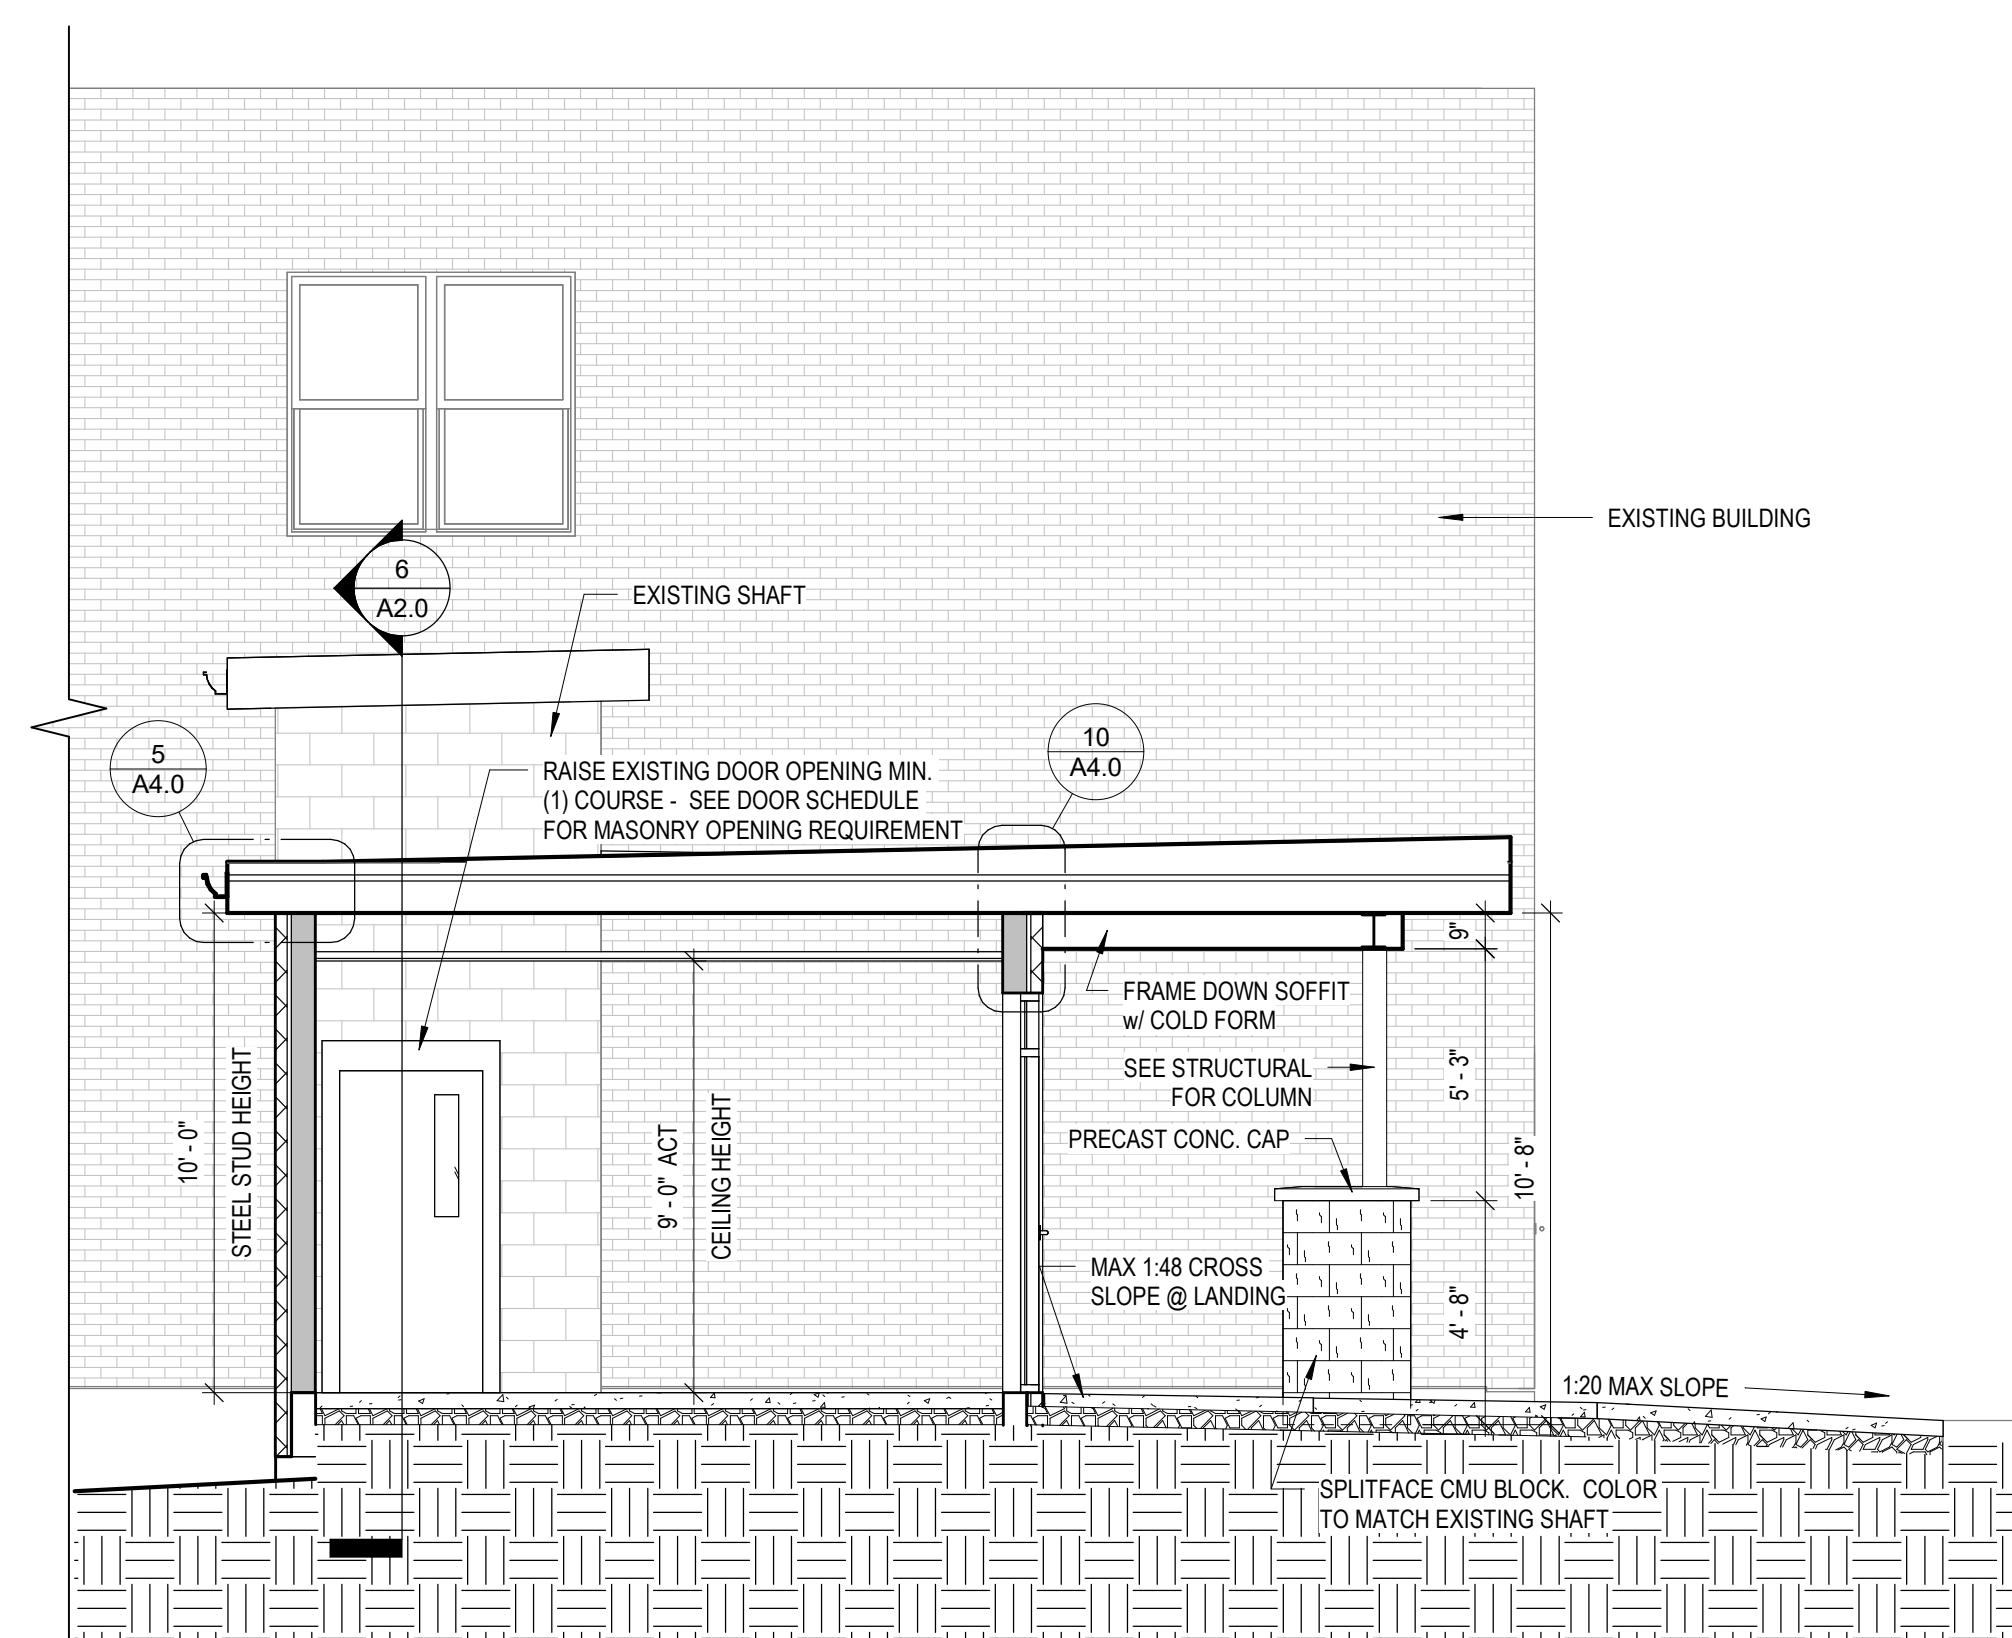 EXISTING BUILDING
6
A2.0
EXISTING SHAFT
5
A4.0
10
A4.0
RAISE EXISTING DOOR OPENING MIN.
(1) COURSE - SEE DOOR SCHEDULE
FOR MASONRY OPENING REQUIREMENT
9"
FRAME DOWN SOFFIT
w/ COLD FORM
SEE STRUCTURAL
FOR COLUMN
PRECAST CONC. CAP
10' - 0"
STEEL STUD HEIGHT
9' - 0" ACT
CEILING HEIGHT
5' - 3"
10' - 8"
MAX 1:48 CROSS
SLOPE @ LANDING
4' - 8"
1:20 MAX SLOPE
SPLITFACE CMU BLOCK. COLOR
TO MATCH EXISTING SHAFT